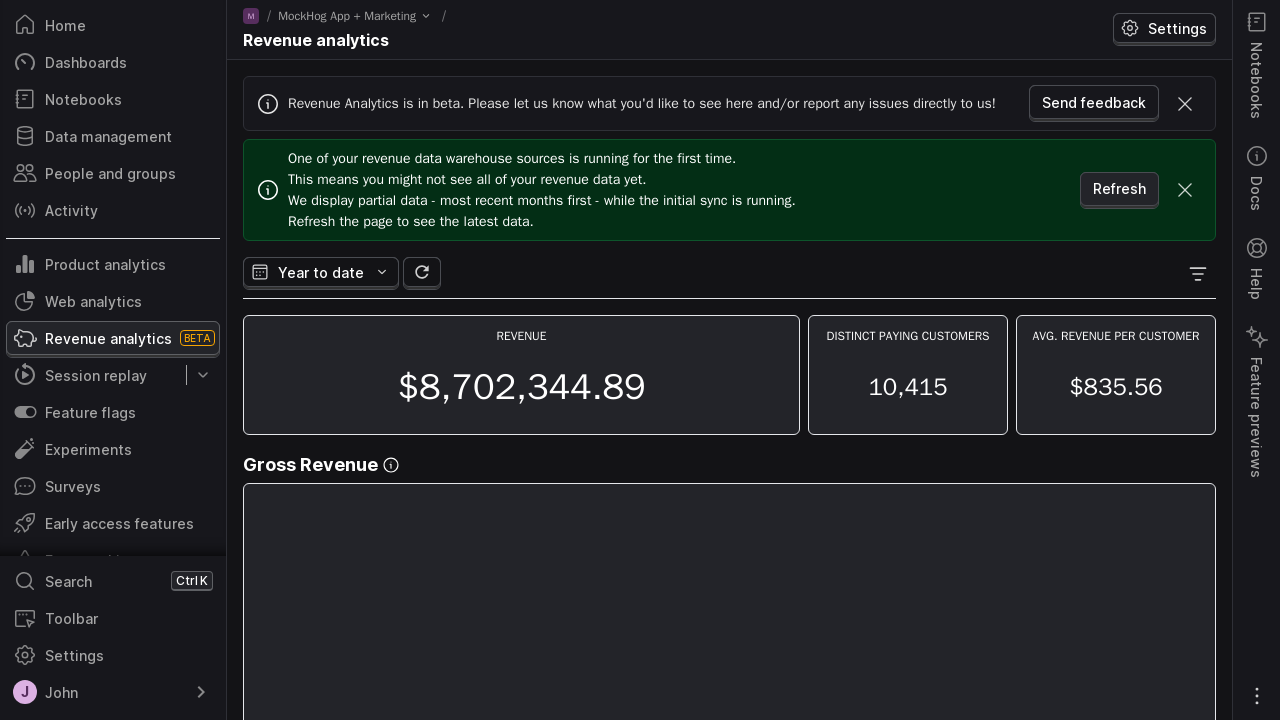 Home
Dashboards
Notebooks
Data management
People and groups
Activity
Product analytics
Web analytics
Revenue analytics BETA
Session replay
Feature flags
Experiments
Surveys
Early access features
Search Ctrl K
Toolbar
Settings
J John
M / MockHog App + Marketing /
Revenue analytics
Settings
Revenue Analytics is in beta. Please let us know what you'd like to see here and/or report any issues directly to us!
Send feedback
One of your revenue data warehouse sources is running for the first time.
This means you might not see all of your revenue data yet.
We display partial data - most recent months first - while the initial sync is running.
Refresh the page to see the latest data.
Refresh
Year to date
REVENUE
$8,702,344.89
DISTINCT PAYING CUSTOMERS
10,415
AVG. REVENUE PER CUSTOMER
$835.56
Gross Revenue
Notebooks
Docs
Help
Feature previews